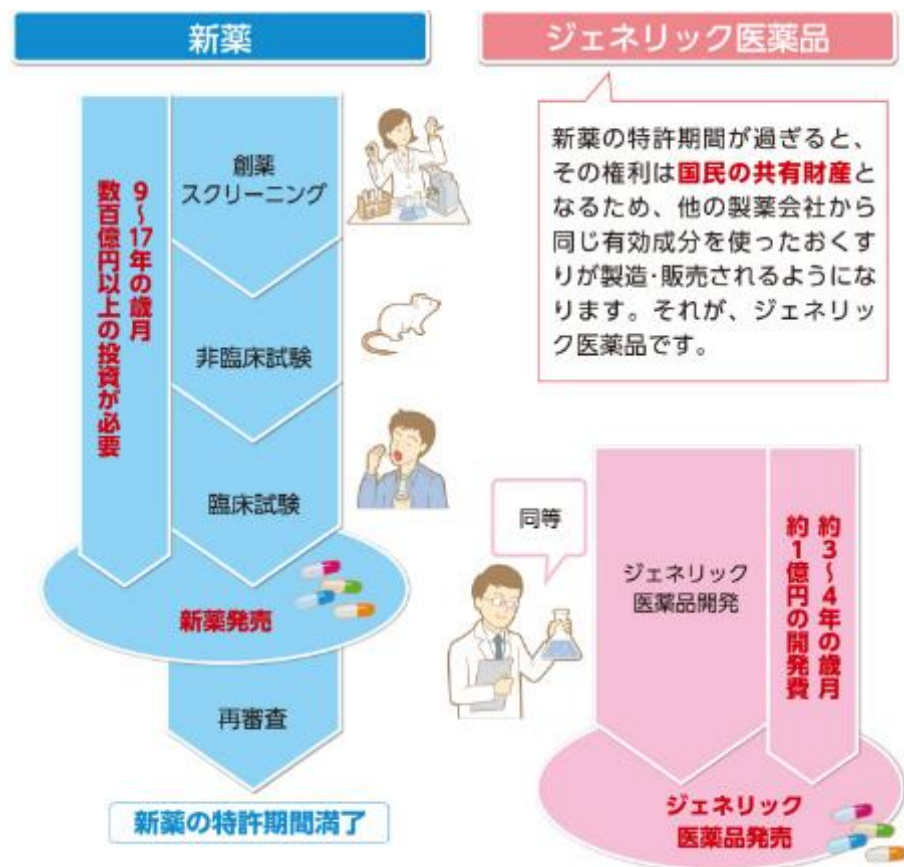 新薬
創薬
スクリーニング
9～17年の歳月
数百億円以上の投資が必要
非臨床試験
臨床試験
新薬発売
再審査
新薬の特許期間満了
ジェネリック医薬品
新薬の特許期間が過ぎると、
その権利は国民の共有財産と
なるため、他の製薬会社から
同じ有効成分を使ったおくす
りが製造・販売されるようにな
ります。それが、ジェネリッ
ク医薬品です。
同等
ジェネリック
医薬品開発
約3～4年の歳月
約1億円の開発費
ジェネリック
医薬品発売